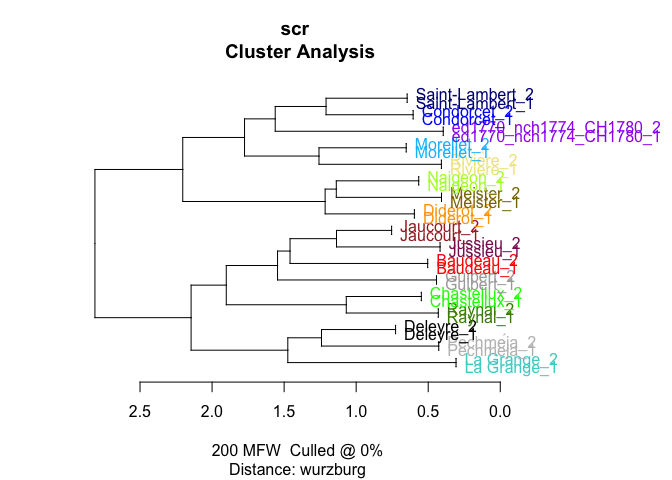 scr
Cluster Analysis
Saint-Lambert_2
Saint-Lambert_1
Condorcet_2
Condorcet_1
ed1770_nch1774_CH1780_2
ed1770_nch1774_CH1780_1
Morellet_2
Morellet_1
Rivière_2
Rivière_1
Naigeon_2
Naigeon_1
Meister_2
Meister_1
Diderot_2
Diderot_1
Jaucourt_2
Jaucourt_1
Jussieu_2
Jussieu_1
Baudeau_2
Baudeau_1
Guibert_2
Guibert_1
Chastellux_2
Chastellux_1
Raynal_2
Raynal_1
Deleyre_2
Deleyre_1
Pechmeja_2
Pechmeja_1
La Grange_2
La Grange_1
2.5 2.0 1.5 1.0 0.5 0.0
200 MFW Culled @ 0%
Distance: wurzburg